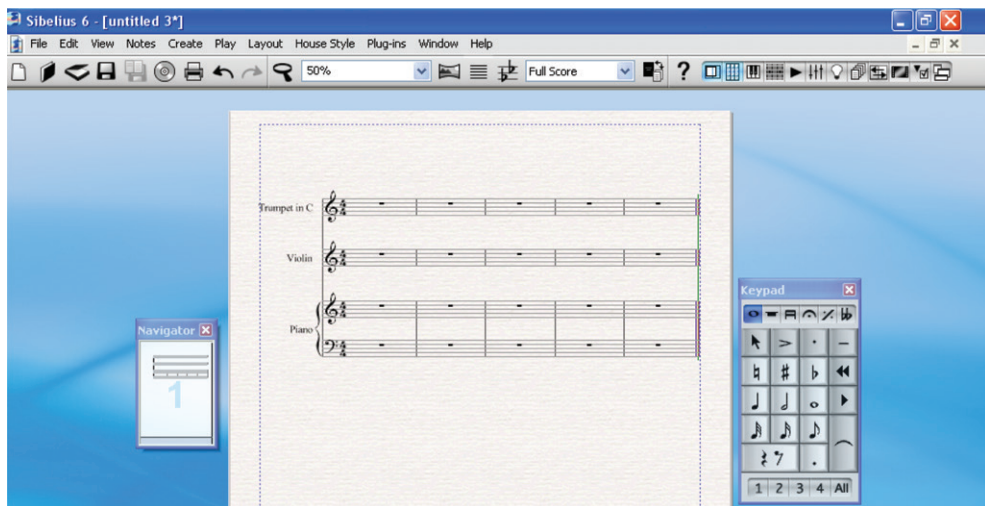 Sibelius 6 - [untitled 3*]
File Edit View Notes Create Play Layout House Style Plug-ins Window Help
50% Full Score ?
Trumpet in C
Violin
Piano
Navigator
1
Keypad
1 2 3 4 All